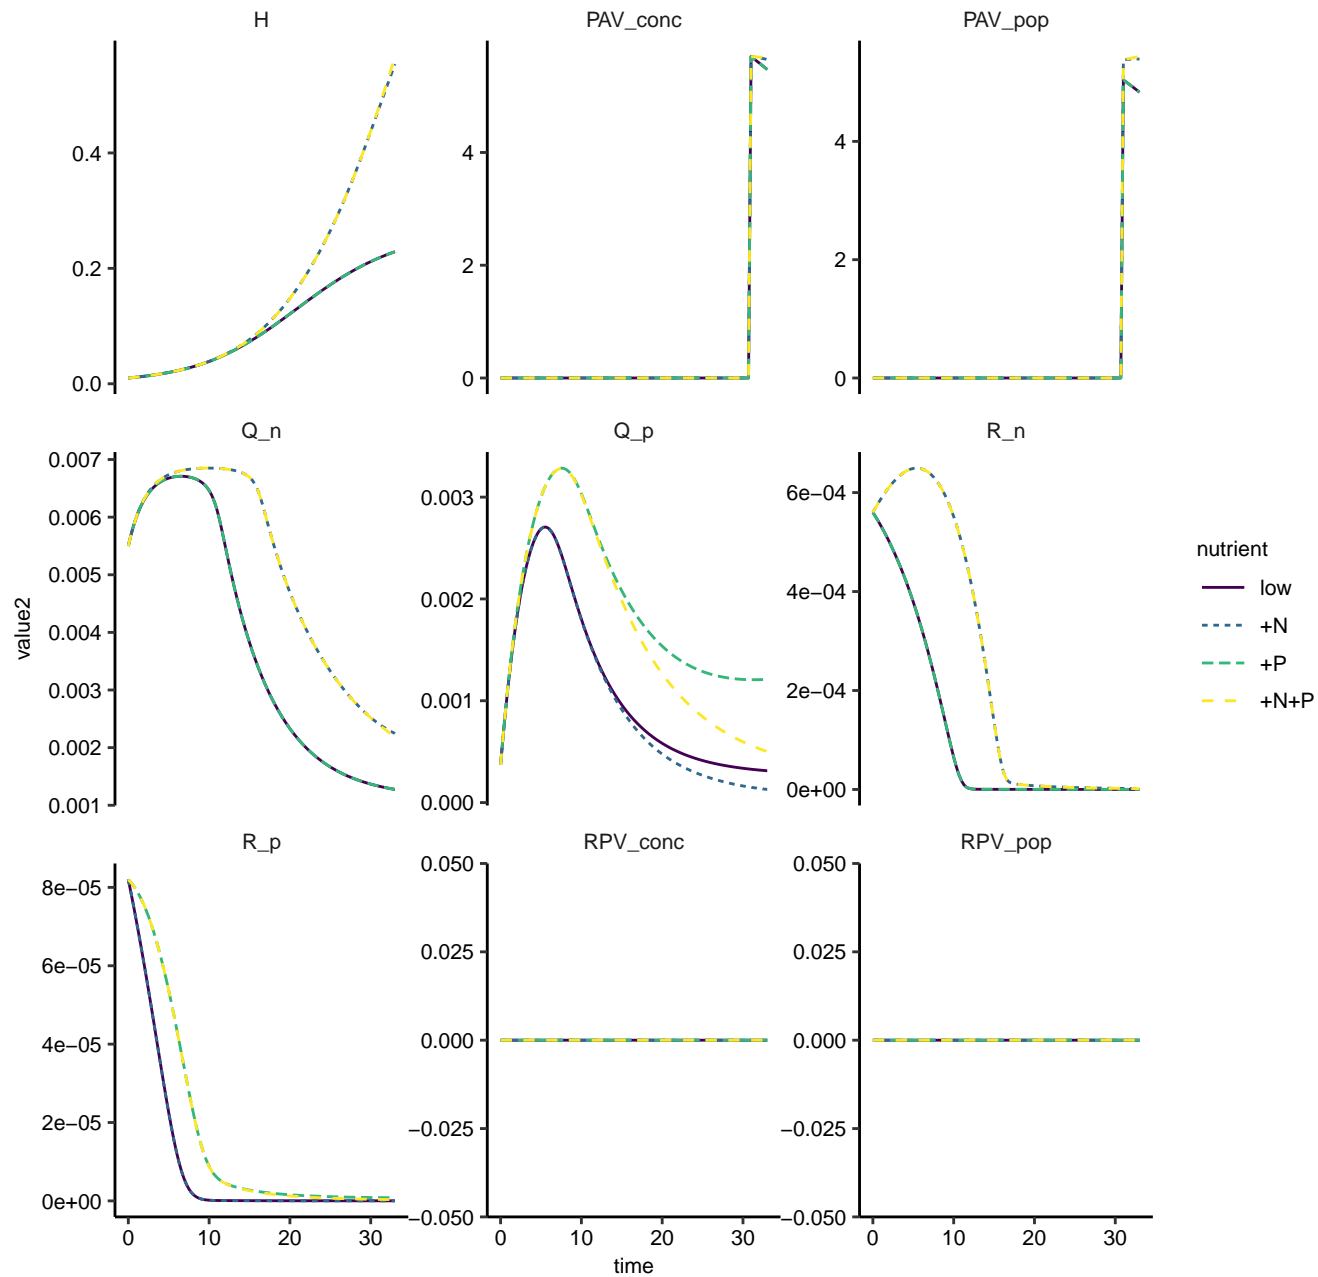 H
PAV_conc
PAV_pop
0.4
0.2
0.0
4
2
0
4
2
0
Q_n
Q_p
R_n
0.007
0.006
0.005
0.004
0.003
0.002
0.001
0.003
0.002
0.001
0.000
6e−04
4e−04
2e−04
0e+00
R_p
RPV_conc
RPV_pop
8e−05
6e−05
4e−05
2e−05
0e+00
0.050
0.025
0.000
−0.025
−0.050
0.050
0.025
0.000
−0.025
−0.050
0 10 20 30
0 10 20 30
0 10 20 30
time
value2
nutrient
low
+N
+P
+N+P